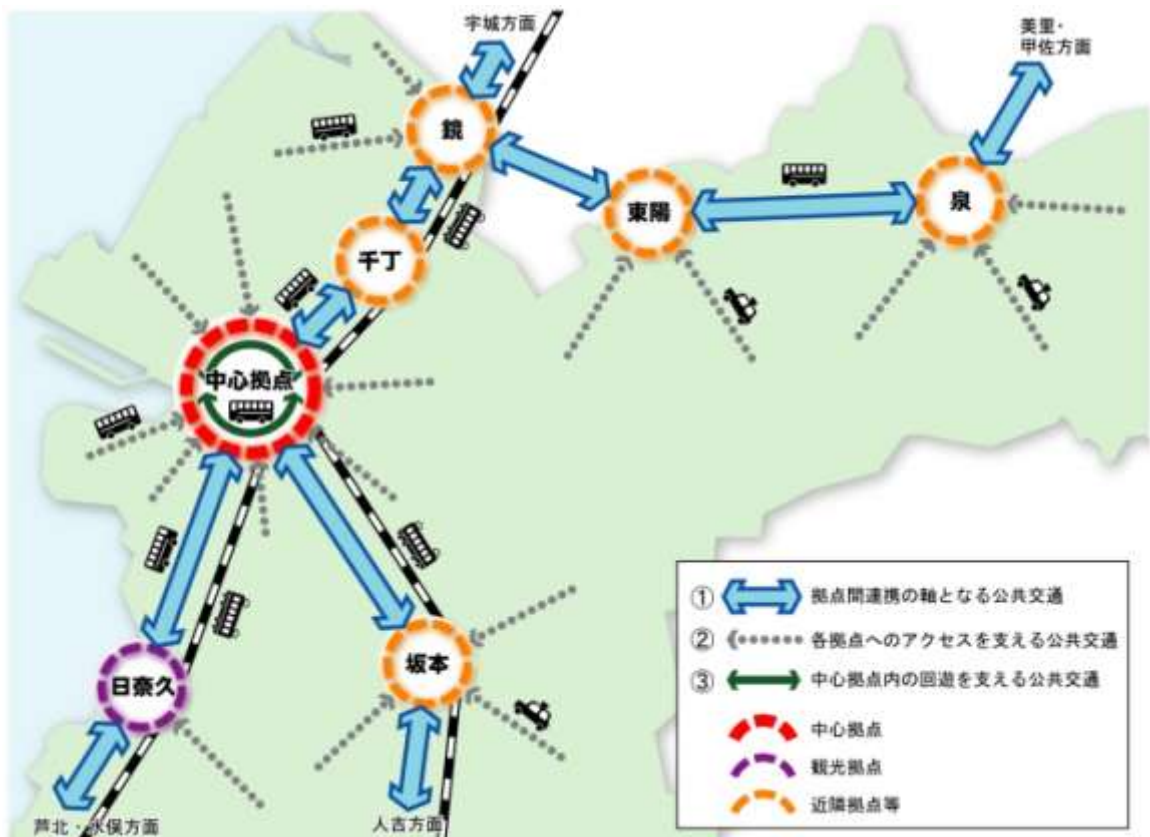 宇城方面
美里・
甲佐方面
鏡
東陽
泉
千丁
中心拠点
日奈久
坂本
芦北・水俣方面
人吉方面
① 拠点間連携の軸となる公共交通
② 各拠点へのアクセスを支える公共交通
③ 中心拠点内の回遊を支える公共交通
中心拠点
観光拠点
近隣拠点等